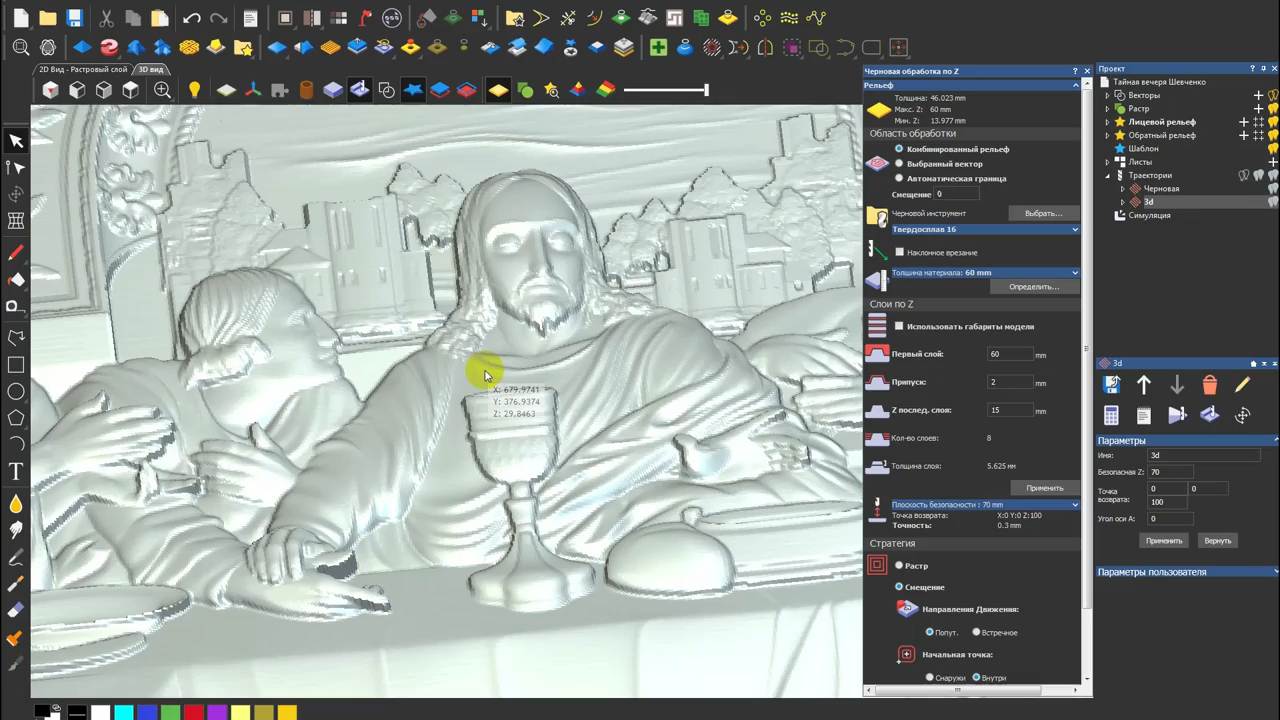 2D Вид - Растровый слой
3D вид
X: 679.9741
Y: 376.9374
Z: 29.8463
Черновая обработка по Z
Рельеф
Толщина: 46.023 mm
Макс. Z: 60 mm
Мин. Z: 13.977 mm
Область обработки
Комбинированный рельеф
Выбранный вектор
Автоматическая граница
Смещение 0
Черновой инструмент Выбрать...
Твердосплав 16
Наклонное врезание
Толщина материала: 60 mm
Определить...
Слои по Z
Использовать габариты модели
Первый слой: 60 mm
Припуск: 2 mm
Z послед. слоя: 15 mm
Кол-во слоев: 8
Толщина слоя: 5.625 мм
Применить
Плоскость безопасности : 70 mm
Точка возврата: X:0 Y:0 Z:100
Точность: 0.3 mm
Стратегия
Растр
Смещение
Направления Движения:
Попут. Встречное
Начальная точка:
Снаружи Внутри
Проект
Тайная вечеря Шевченко
Векторы
Растр
Лицевой рельеф
Обратный рельеф
Шаблон
Листы
Траектории
Черновая
3d
Симуляция
3d
Параметры
Имя: 3d
Безопасная Z: 70
Точка возврата: 0 0
100
Угол оси A: 0
Применить Вернуть
Параметры пользователя
T